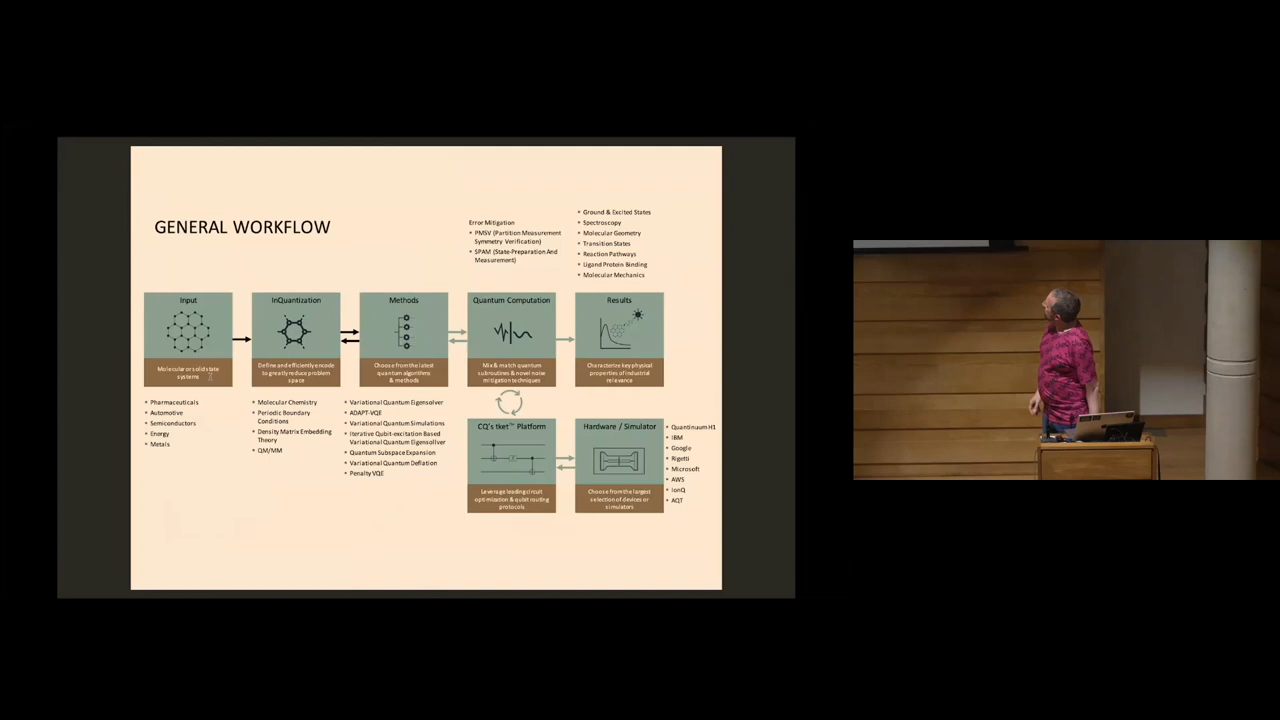 GENERAL WORKFLOW
Error Mitigation
PMSV (Partition Measurement
Symmetry Verification)
SPAM (State-Preparation And
Measurement)
Ground & Excited States
Spectroscopy
Molecular Geometry
Transition States
Reaction Pathways
Ligand Protein Binding
Molecular Mechanics
Input
Molecular or solid state
systems
InQuantization
Define and efficiently encode
to greatly reduce problem
space
Methods
Choose from the latest
quantum algorithms
& methods
Quantum Computation
Mix & match quantum
subroutines & novel noise
mitigation techniques
Results
Characterize key physical
properties of industrial
relevance
Pharmaceuticals
Automotive
Semiconductors
Energy
Metals
Molecular Chemistry
Periodic Boundary
Conditions
Density Matrix Embedding
Theory
QM/MM
Variational Quantum Eigensolver
ADAPT-VQE
Variational Quantum Simulations
Iterative Qubit-excitation Based
Variational Quantum Eigensollver
Quantum Subspace Expansion
Variational Quantum Deflation
Penalty VQE
CQ's tket™ Platform
Leverage leading circuit
optimization & qubit routing
protocols
Hardware / Simulator
Choose from the largest
selection of devices or
simulators
Quantinuum H1
IBM
Google
Rigetti
Microsoft
AWS
IonQ
AQT